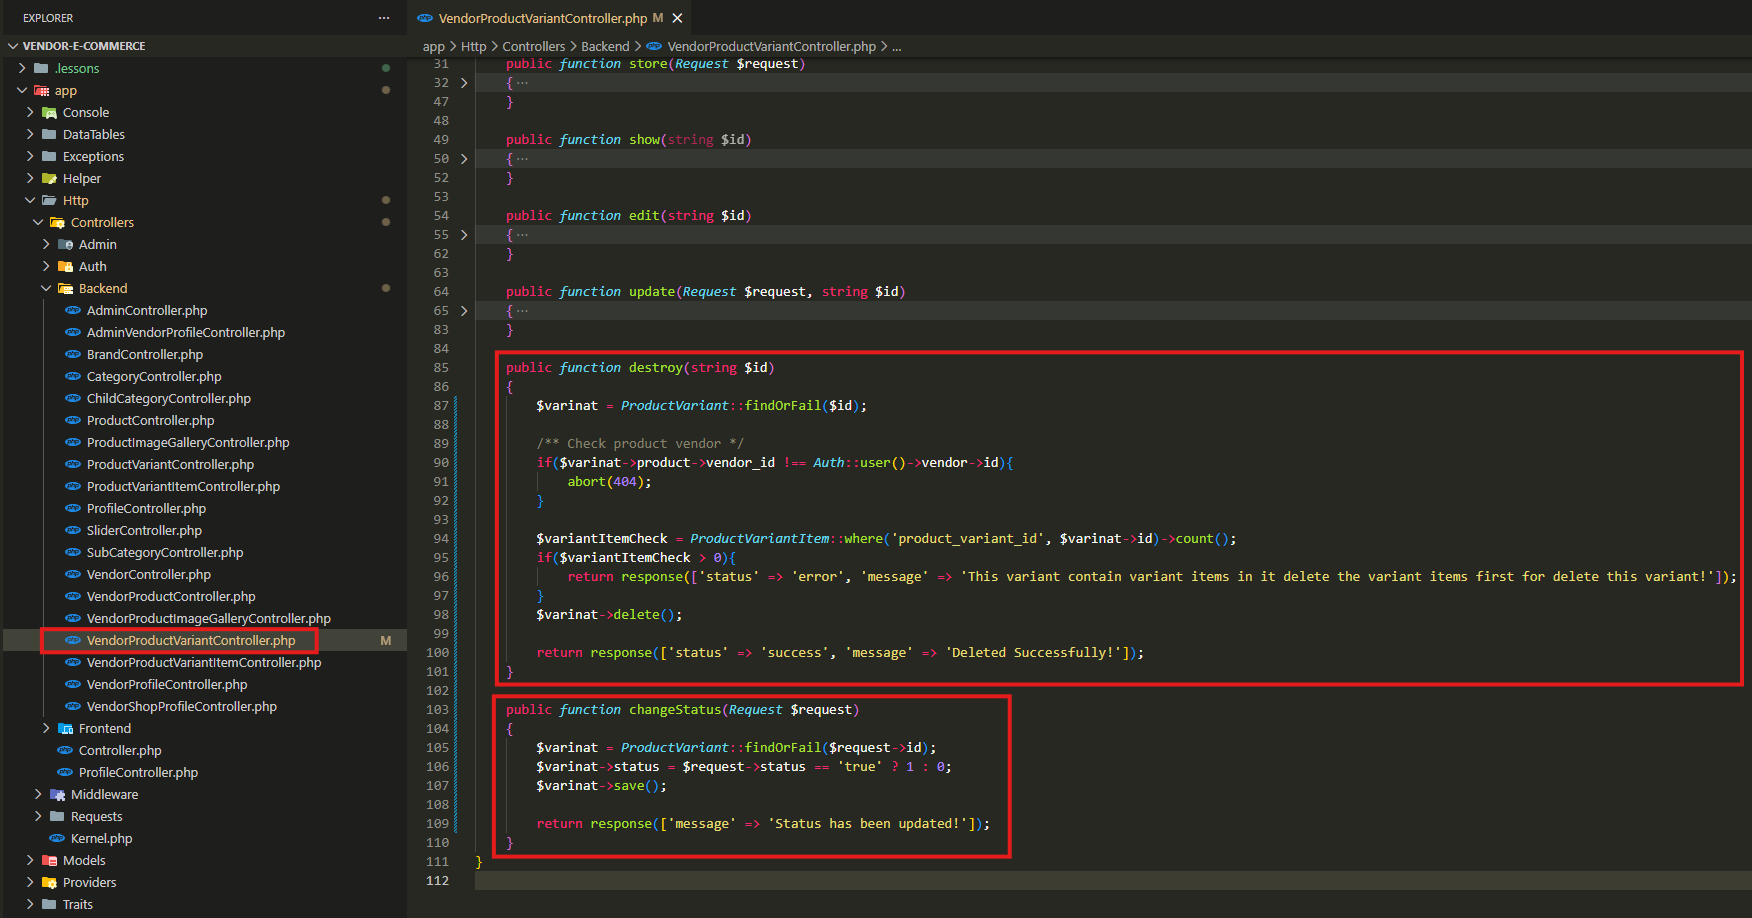 EXPLORER
VENDOR-E-COMMERCE
.lessons
app
Console
DataTables
Exceptions
Helper
Http
Controllers
Admin
Auth
Backend
AdminController.php
AdminVendorProfileController.php
BrandController.php
CategoryController.php
ChildCategoryController.php
ProductController.php
ProductImageGalleryController.php
ProductVariantController.php
ProductVariantItemController.php
ProfileController.php
SliderController.php
SubCategoryController.php
VendorController.php
VendorProductController.php
VendorProductImageGalleryController.php
VendorProductVariantController.php M
VendorProductVariantItemController.php
VendorProfileController.php
VendorShopProfileController.php
Frontend
Controller.php
ProfileController.php
Middleware
Requests
Kernel.php
Models
Providers
Traits
VendorProductVariantController.php M
app > Http > Controllers > Backend > VendorProductVariantController.php > ...
31 public function store(Request $request)
32 { ...
47 }
48
49 public function show(string $id)
50 { ...
52 }
53
54 public function edit(string $id)
55 { ...
62 }
63
64 public function update(Request $request, string $id)
65 { ...
83 }
84
85 public function destroy(string $id)
86 {
87 $varinat = ProductVariant::findOrFail($id);
88
89 /** Check product vendor */
90 if($varinat->product->vendor_id !== Auth::user()->vendor->id){
91 abort(404);
92 }
93
94 $variantItemCheck = ProductVariantItem::where('product_variant_id', $varinat->id)->count();
95 if($variantItemCheck > 0){
96 return response(['status' => 'error', 'message' => 'This variant contain variant items in it delete the variant items first for delete this variant!']);
97 }
98 $varinat->delete();
99
100 return response(['status' => 'success', 'message' => 'Deleted Successfully!']);
101 }
102
103 public function changeStatus(Request $request)
104 {
105 $varinat = ProductVariant::findOrFail($request->id);
106 $varinat->status = $request->status == 'true' ? 1 : 0;
107 $varinat->save();
108
109 return response(['message' => 'Status has been updated!']);
110 }
111 }
112